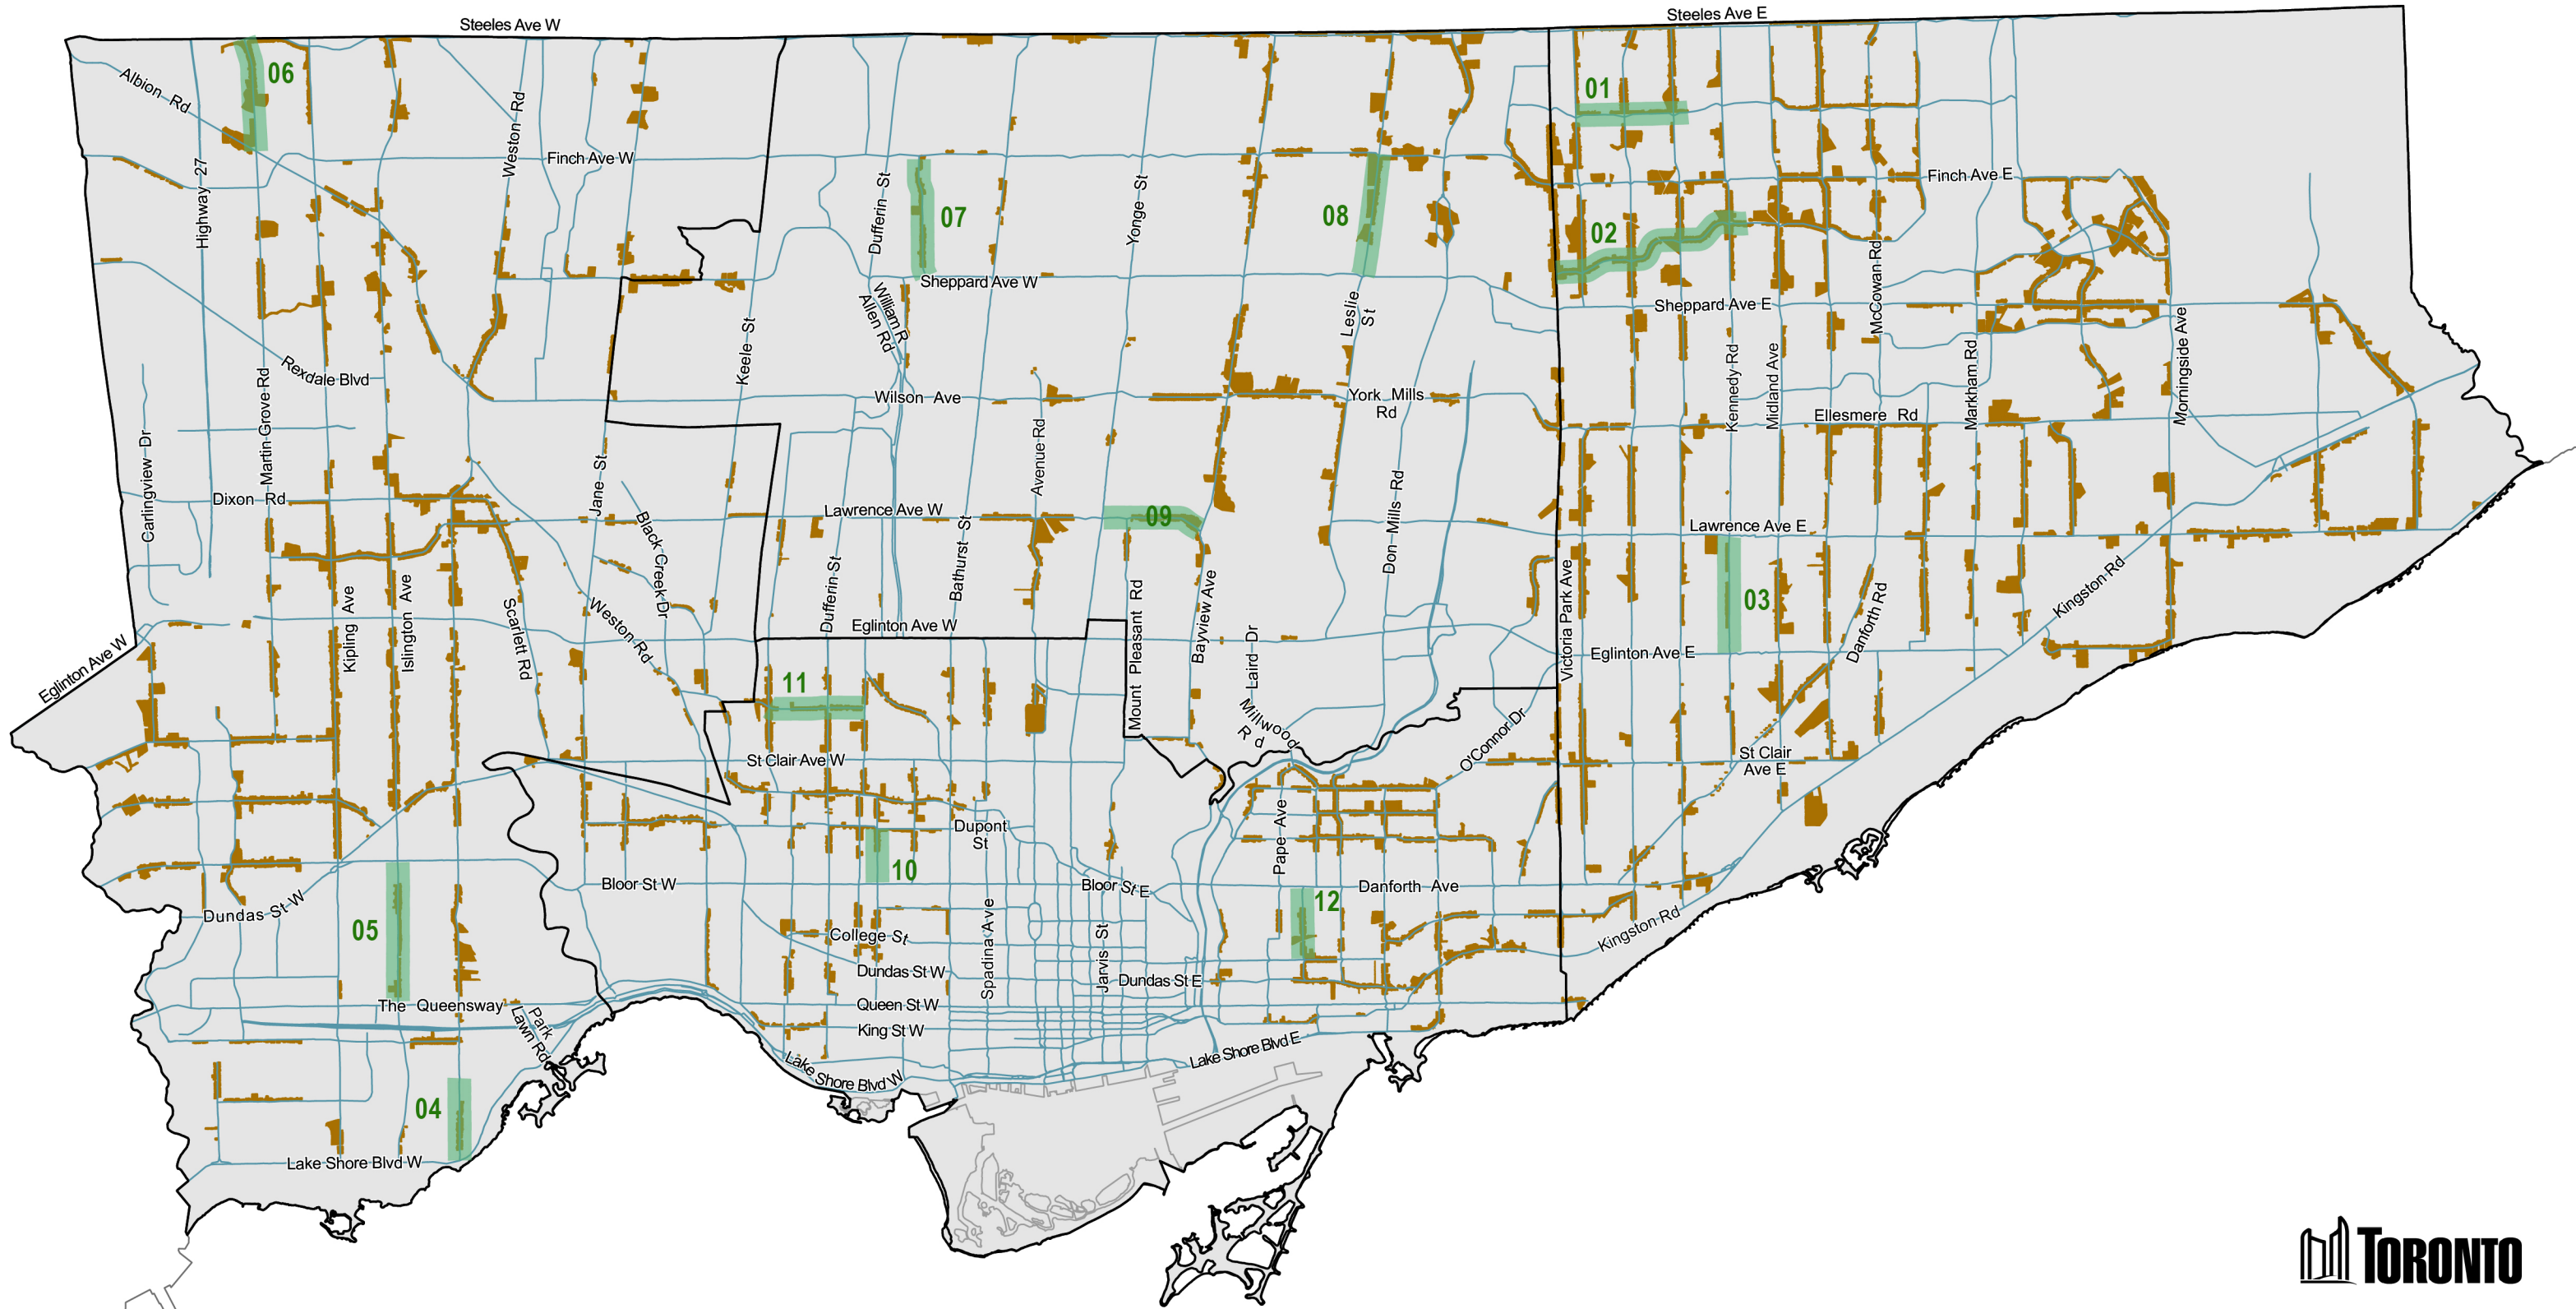 Steeles Ave W
Steeles Ave E
Albion Rd
06
01
Highway 27
Weston Rd
Finch Ave W
Dufferin St
07
Yonge St
08
02
Finch Ave E
McCowan Rd
Sheppard Ave W
Sheppard Ave E
William R
Allen Rd
Leslie
St
Keele St
Rexdale Blvd
Martin Grove Rd
Wilson Ave
York Mills
Rd
Kennedy Rd
Midland Ave
Ellesmere Rd
Markham Rd
Morningside Ave
Carlingview Dr
Dixon Rd
Jane St
Black Creek Dr
Lawrence Ave W
Avenue Rd
09
Don Mills Rd
Lawrence Ave E
Kipling Ave
Islington Ave
Scarlett Rd
Weston Rd
Dufferin St
Bathurst St
Eglinton Ave W
Mount Pleasant Rd
Bayview Ave
Laird Dr
Victoria Park Ave
03
Danforth Rd
Kingston Rd
Eglinton Ave W
Eglinton Ave E
11
Millwood
Rd
O'Connor Dr
St Clair Ave W
St Clair
Ave E
Dupont
St
Pape Ave
10
Bloor St W
Bloor St E
Danforth Ave
12
Dundas St W
05
College St
Spadina Ave
Jarvis St
Kingston Rd
Dundas St W
Dundas St E
The Queensway
Park
Lawn Rd
Queen St W
King St W
Lake Shore Blvd W
Lake Shore Blvd E
04
Lake Shore Blvd W
TORONTO